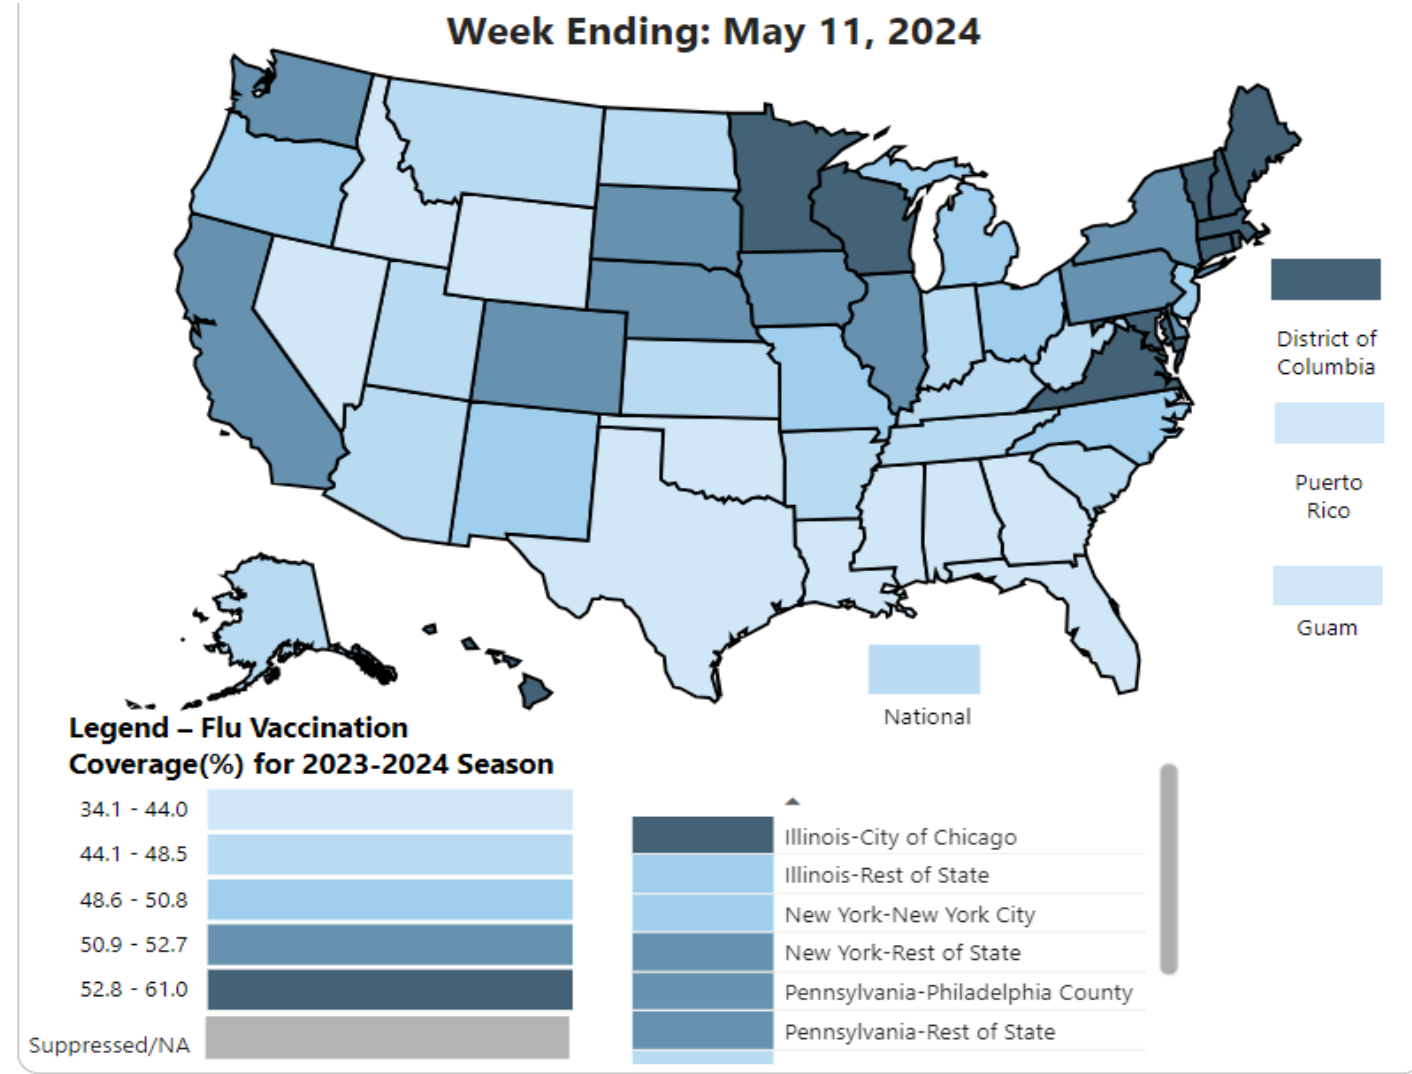 Week Ending: May 11, 2024
District of
Columbia
Puerto
Rico
Guam
National
Legend – Flu Vaccination
Coverage(%) for 2023-2024 Season
34.1 - 44.0
44.1 - 48.5
48.6 - 50.8
50.9 - 52.7
52.8 - 61.0
Suppressed/NA
Illinois-City of Chicago
Illinois-Rest of State
New York-New York City
New York-Rest of State
Pennsylvania-Philadelphia County
Pennsylvania-Rest of State